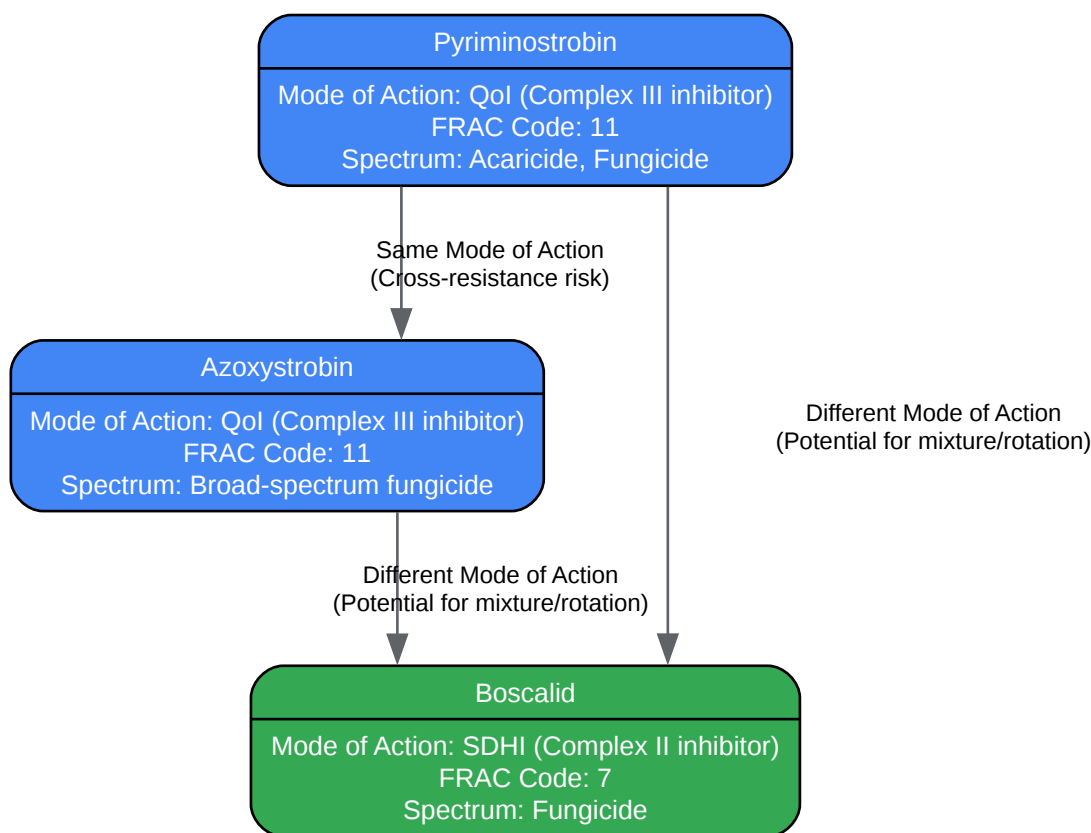 Pyriminostrobin
Mode of Action: QoI (Complex III inhibitor)
FRAC Code: 11
Spectrum: Acaricide, Fungicide
Same Mode of Action
(Cross-resistance risk)
Azoxystrobin
Mode of Action: QoI (Complex III inhibitor)
FRAC Code: 11
Spectrum: Broad-spectrum fungicide
Different Mode of Action
(Potential for mixture/rotation)
Different Mode of Action
(Potential for mixture/rotation)
Boscalid
Mode of Action: SDHI (Complex II inhibitor)
FRAC Code: 7
Spectrum: Fungicide